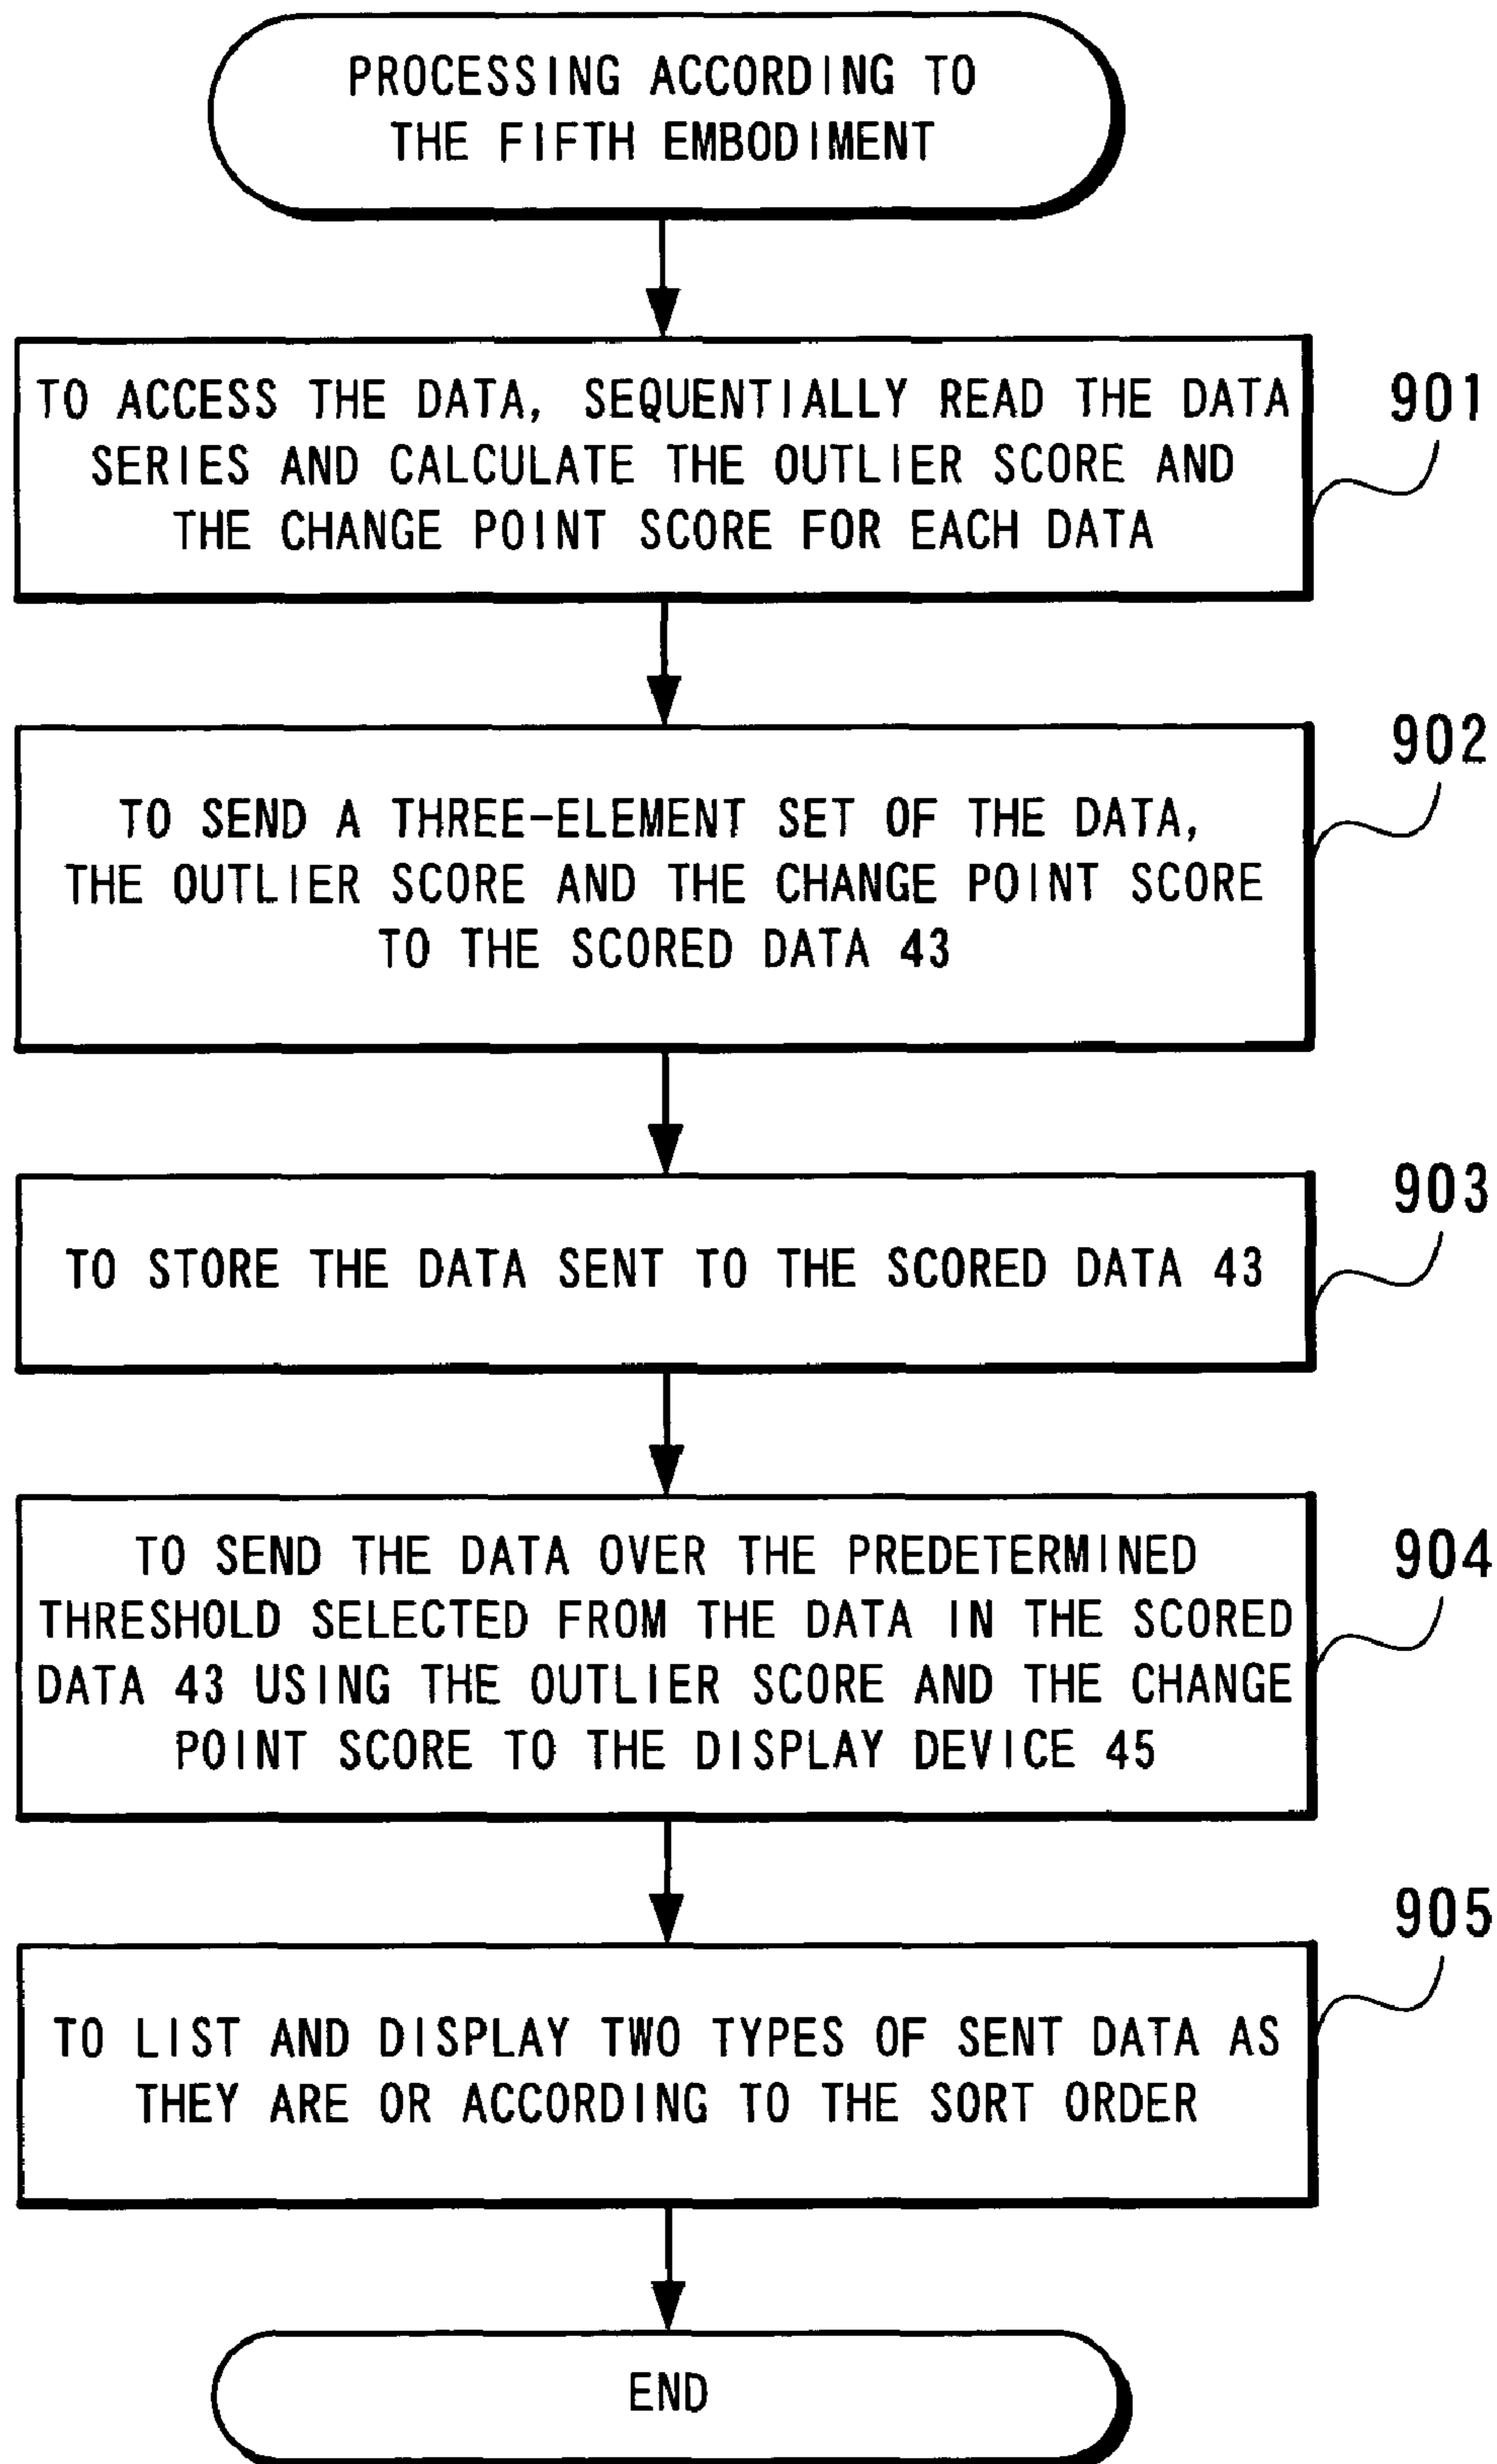 PROCESSING ACCORDING TO
THE FIFTH EMBODIMENT
TO ACCESS THE DATA, SEQUENTIALLY READ THE DATA
SERIES AND CALCULATE THE OUTLIER SCORE AND
THE CHANGE POINT SCORE FOR EACH DATA
901
TO SEND A THREE-ELEMENT SET OF THE DATA,
THE OUTLIER SCORE AND THE CHANGE POINT SCORE
TO THE SCORED DATA 43
902
TO STORE THE DATA SENT TO THE SCORED DATA 43
903
TO SEND THE DATA OVER THE PREDETERMINED
THRESHOLD SELECTED FROM THE DATA IN THE SCORED
DATA 43 USING THE OUTLIER SCORE AND THE CHANGE
POINT SCORE TO THE DISPLAY DEVICE 45
904
TO LIST AND DISPLAY TWO TYPES OF SENT DATA AS
THEY ARE OR ACCORDING TO THE SORT ORDER
905
END